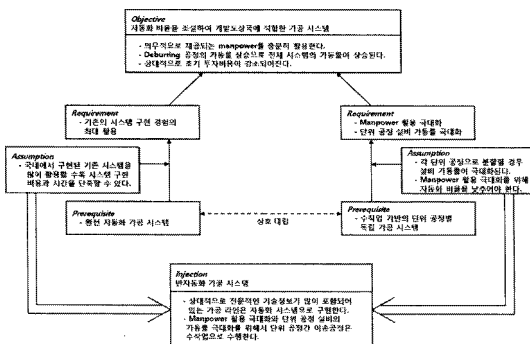 Objective
자동화 비율을 조절하여 개발도상국에 적합한 가공 시스템
- 의무적으로 제공되는 manpower를 충분히 활용한다.
- Deburring 공정의 가동률 상승으로 전체 시스템의 가동률이 상승된다.
- 상대적으로 초기 투자비용이 감소되어진다.
Requirement
- 기존의 시스템 구현 경험의
최대 활용
Requirement
- Manpower 활용 극대화
- 단위 공정 설비 가동률 극대화
Assumption
- 국내에서 구현된 기존 시스템을
많이 활용할 수록 시스템 구현
비용과 시간을 단축할 수 있다.
Assumption
- 각 단위 공정으로 분할될 경우
설비 가동률이 극대화된다.
- Manpower 활용 극대화를 위해
자동화 비율을 낮추어야 한다.
Prerequisite
- 완전 자동화 가공 시스템
상호 대립
Prerequisite
- 수작업 기반의 단위 공정별
독립 가공 시스템
Injection
반자동화 가공 시스템
- 상대적으로 전문적인 기술정보가 많이 포함되어
있는 가공 라인은 자동화 시스템으로 구현한다.
- Manpower 활용 극대화와 단위 공정 설비의
가동률 극대화를 위해서 단위 공정간 이송공정은
수작업으로 수행한다.